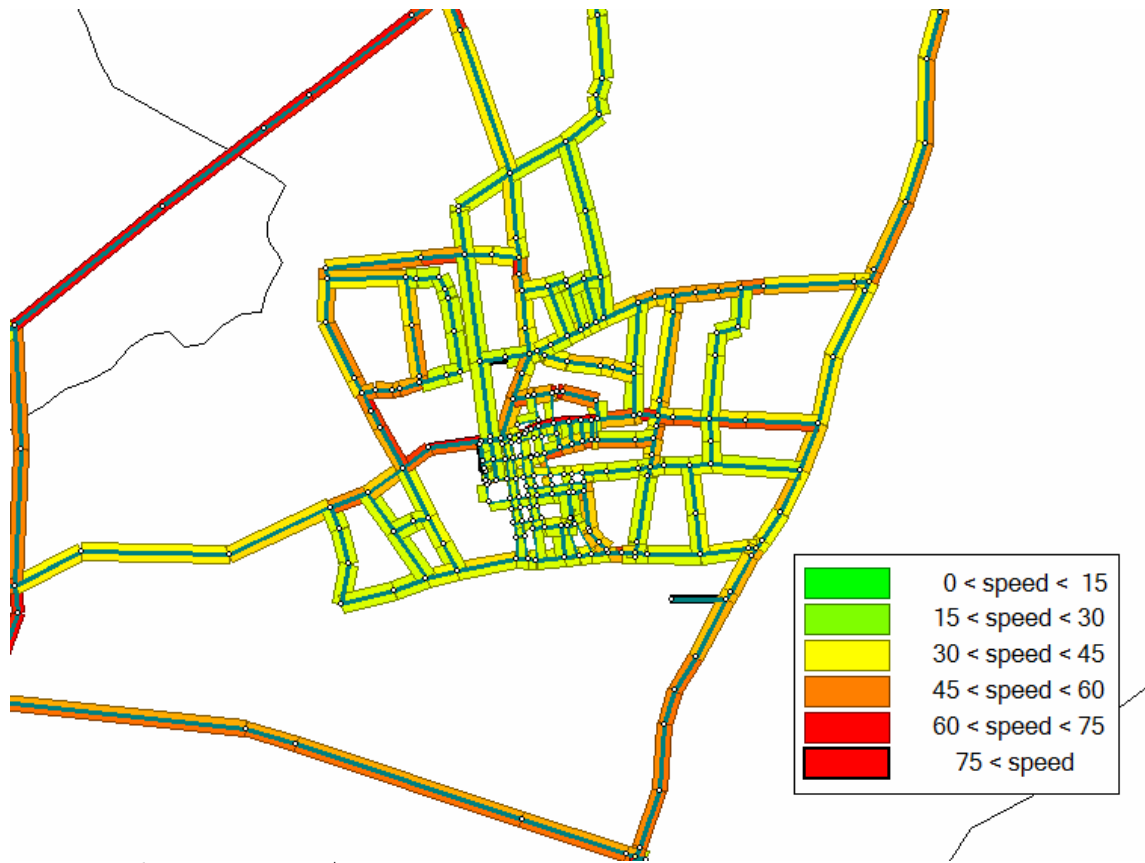 0 < speed < 15
15 < speed < 30
30 < speed < 45
45 < speed < 60
60 < speed < 75
75 < speed